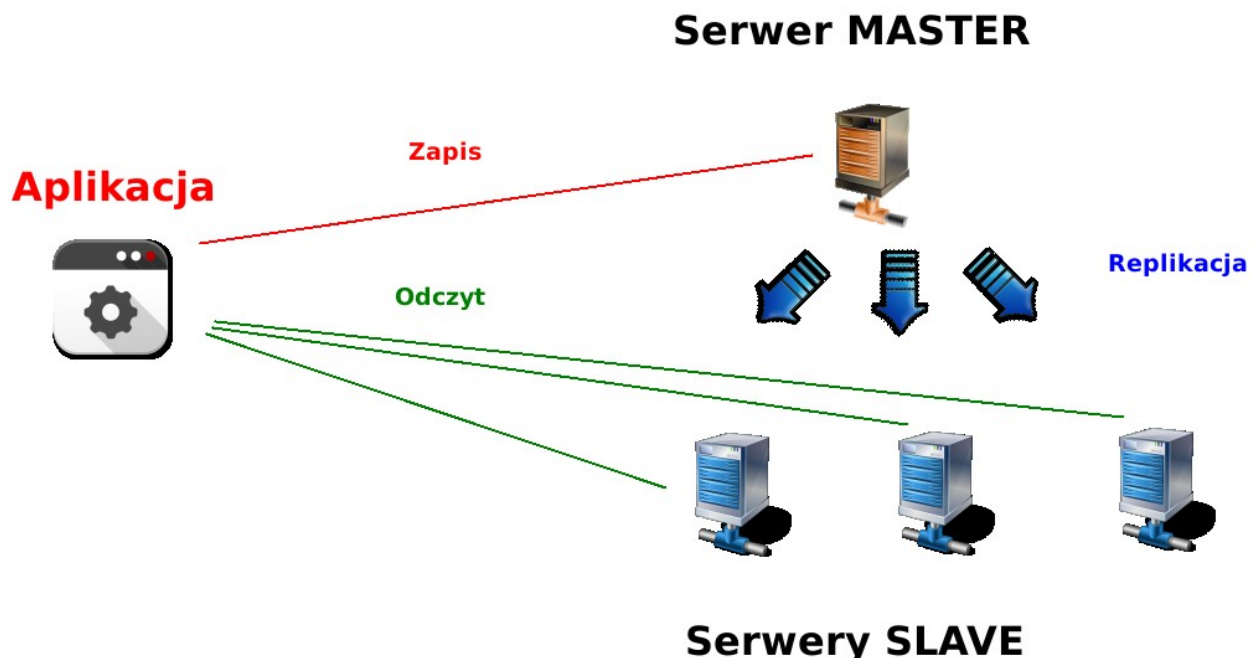 Serwer MASTER
Zapis
Aplikacja
Replikacja
Odczyt
Serwery SLAVE